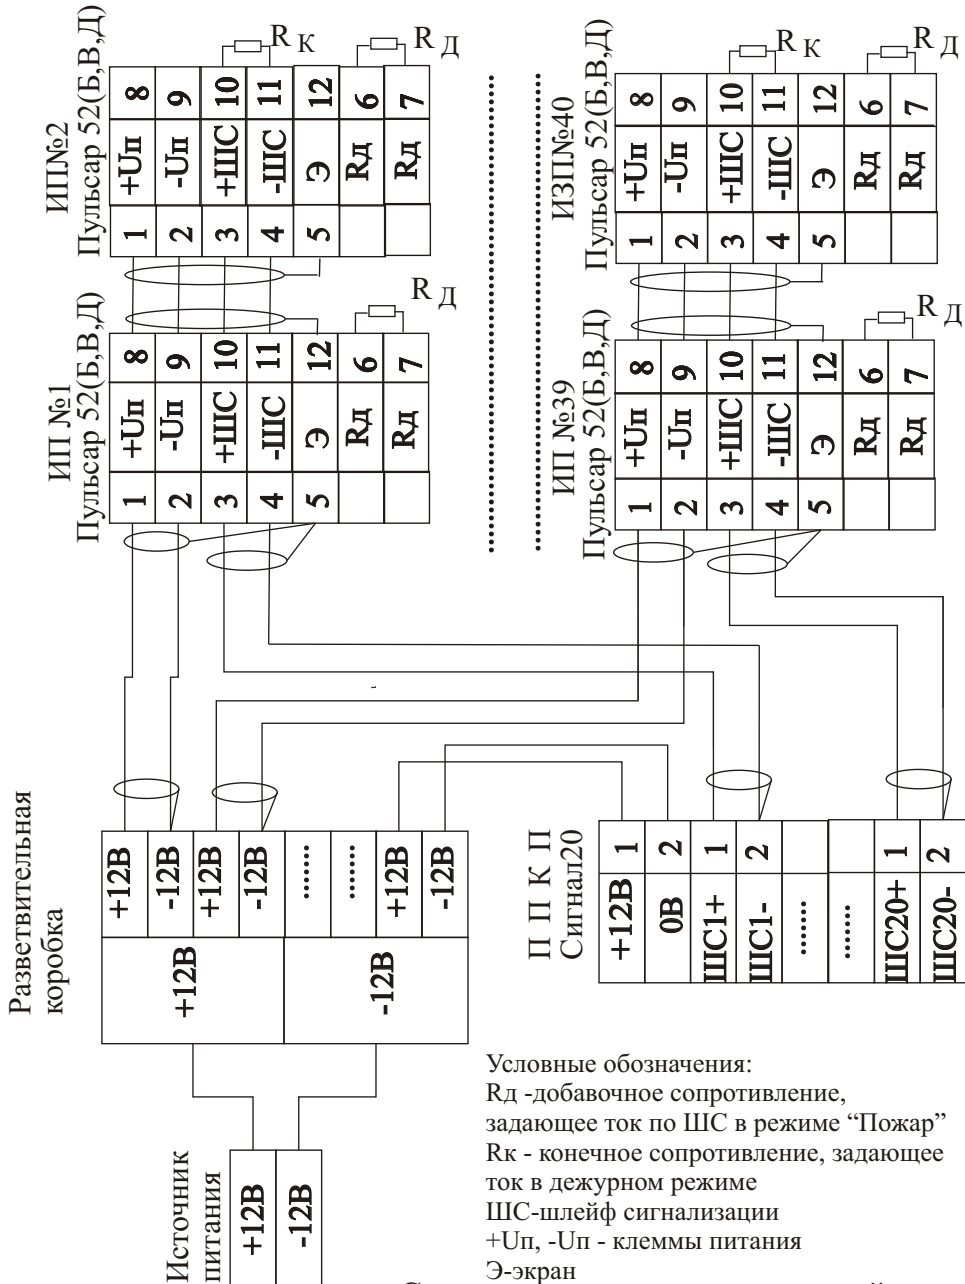 ИП№2
Пульсар 52(Б,В,Д)
RК
RД
8 9 10 11 12 6 7
+Uп -Uп +ШС -ШС Э Rд Rд
1 2 3 4 5
ИЗП№40
Пульсар 52(Б,В,Д)
RК
RД
8 9 10 11 12 6 7
+Uп -Uп +ШС -ШС Э Rд Rд
1 2 3 4 5
ИП №1
Пульсар 52(Б,В,Д)
RД
8 9 10 11 12 6 7
+Uп -Uп +ШС -ШС Э Rд Rд
1 2 3 4 5
ИП №39
Пульсар 52(Б,В,Д)
RД
8 9 10 11 12 6 7
+Uп -Uп +ШС -ШС Э Rд Rд
1 2 3 4 5
Разветвительная
коробка
+12В -12В +12В -12В ....... ....... +12В -12В
+12В -12В
П П К П
Сигнал20
1 2 1 2 1 2
+12В 0В ШС1+ ШС1- ....... ....... ШС20+ ШС20-
Источник
питания
+12В
-12В
Условные обозначения:
Rд -добавочное сопротивление,
задающее ток по ШС в режиме “Пожар”
Rк - конечное сопротивление, задающее
ток в дежурном режиме
ШС-шлейф сигнализации
+Uп, -Uп - клеммы питания
Э-экран